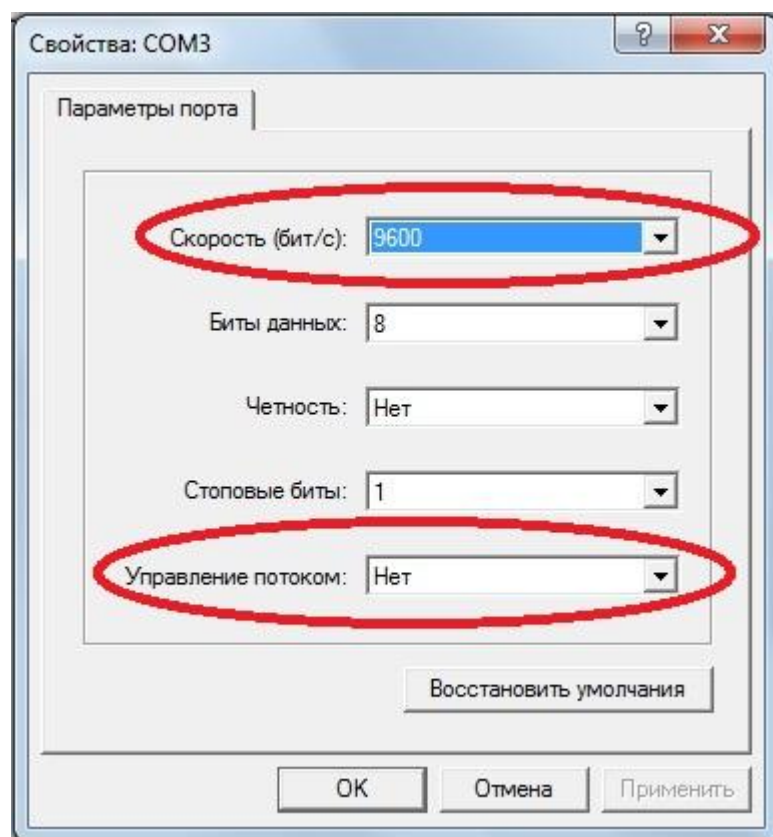 Свойства: COM3
Параметры порта
Скорость (бит/с): 9600
Биты данных: 8
Четность: Нет
Стоповые биты: 1
Управление потоком: Нет
Восстановить умолчания
OK Отмена Применить